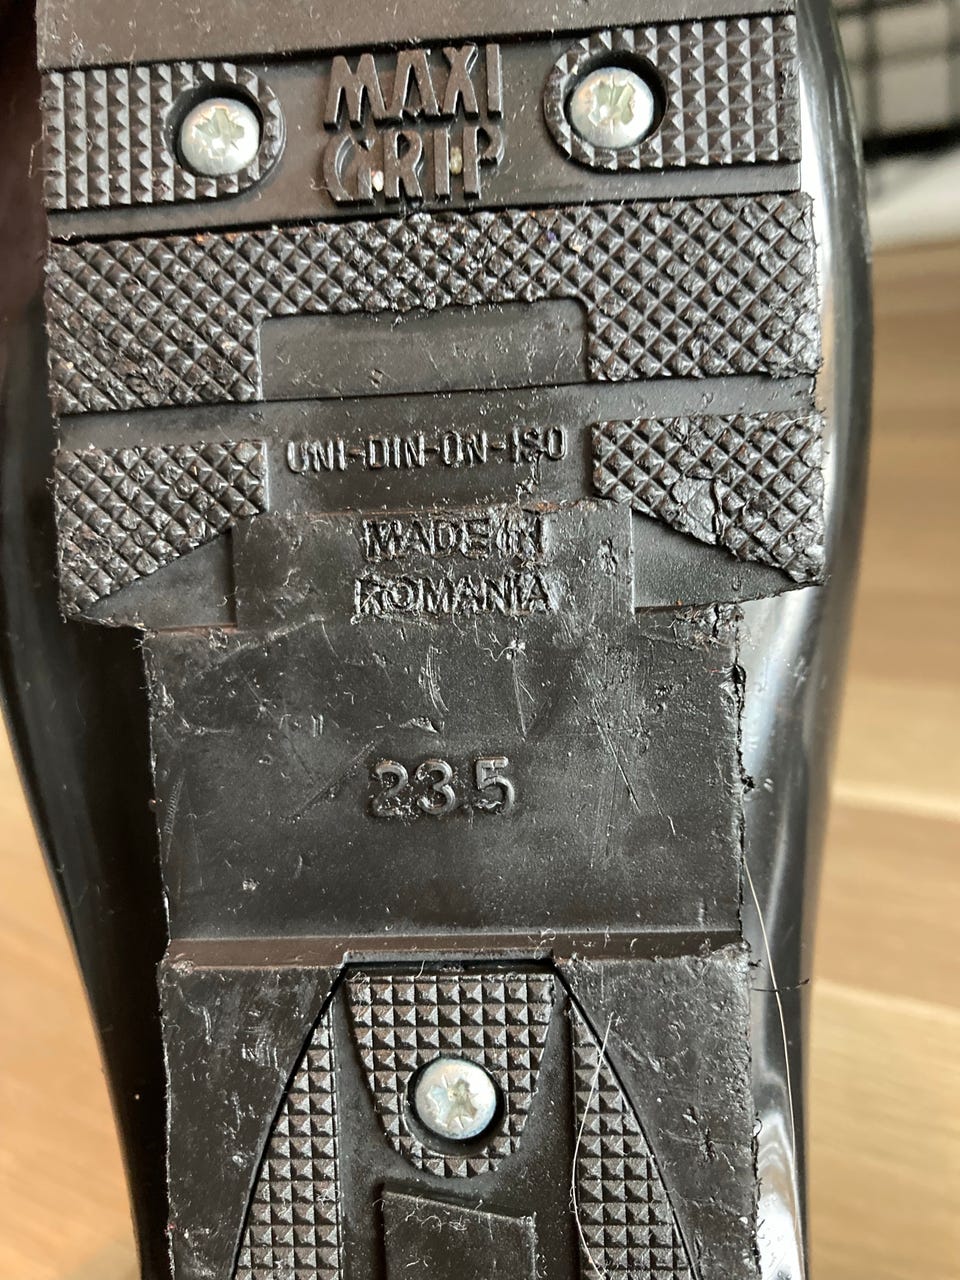 MAXI
GRIP
UNI-DIN-ON-ISO
MADE IN
ROMANIA
23.5